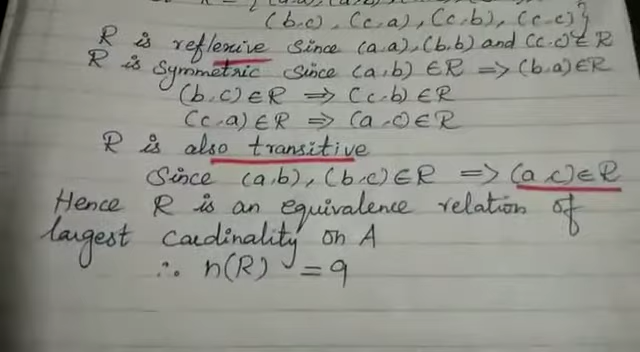 (b,c), (c,a), (c,b), (c,c)}
R is reflexive since (a,a), (b,b) and (c,c) ∈ R
R is symmetric since (a,b) ∈ R => (b,a) ∈ R
(b,c) ∈ R => (c,b) ∈ R
(c,a) ∈ R => (a,c) ∈ R
R is also transitive
since (a,b), (b,c) ∈ R => (a,c) ∈ R
Hence R is an equivalence relation of
largest cardinality on A
∴ n(R) = 9